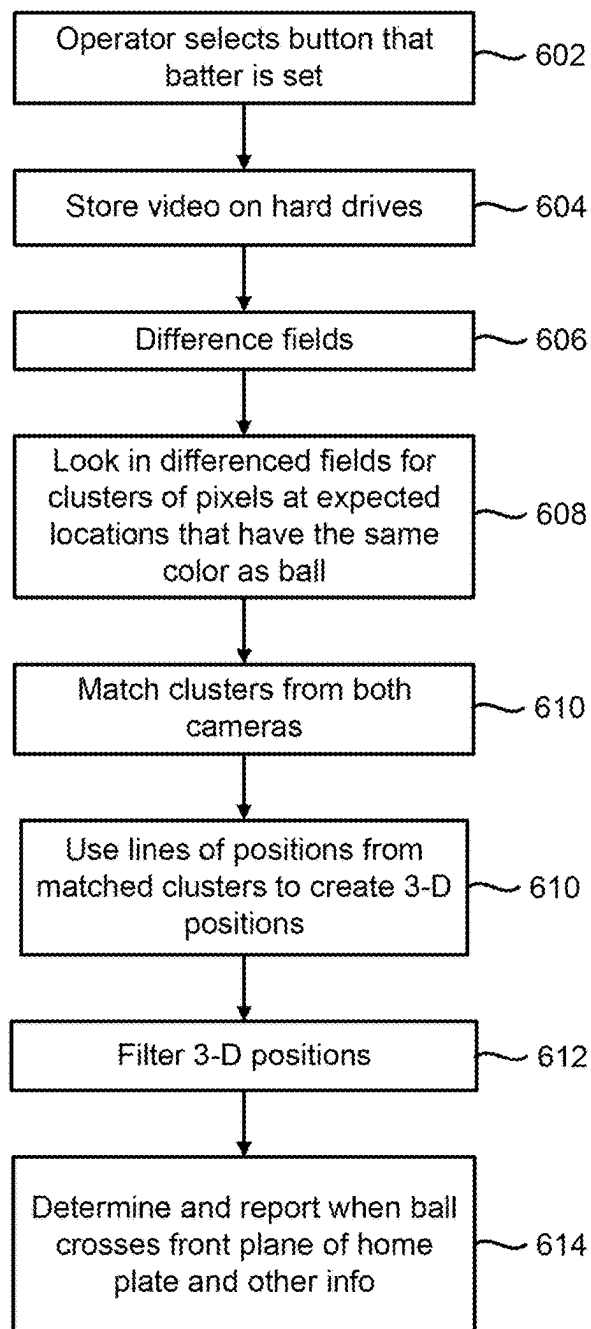 Operator selects button that
batter is set
602
Store video on hard drives
604
Difference fields
606
Look in differenced fields for
clusters of pixels at expected
locations that have the same
color as ball
608
Match clusters from both
cameras
610
Use lines of positions from
matched clusters to create 3-D
positions
610
Filter 3-D positions
612
Determine and report when ball
crosses front plane of home
plate and other info
614